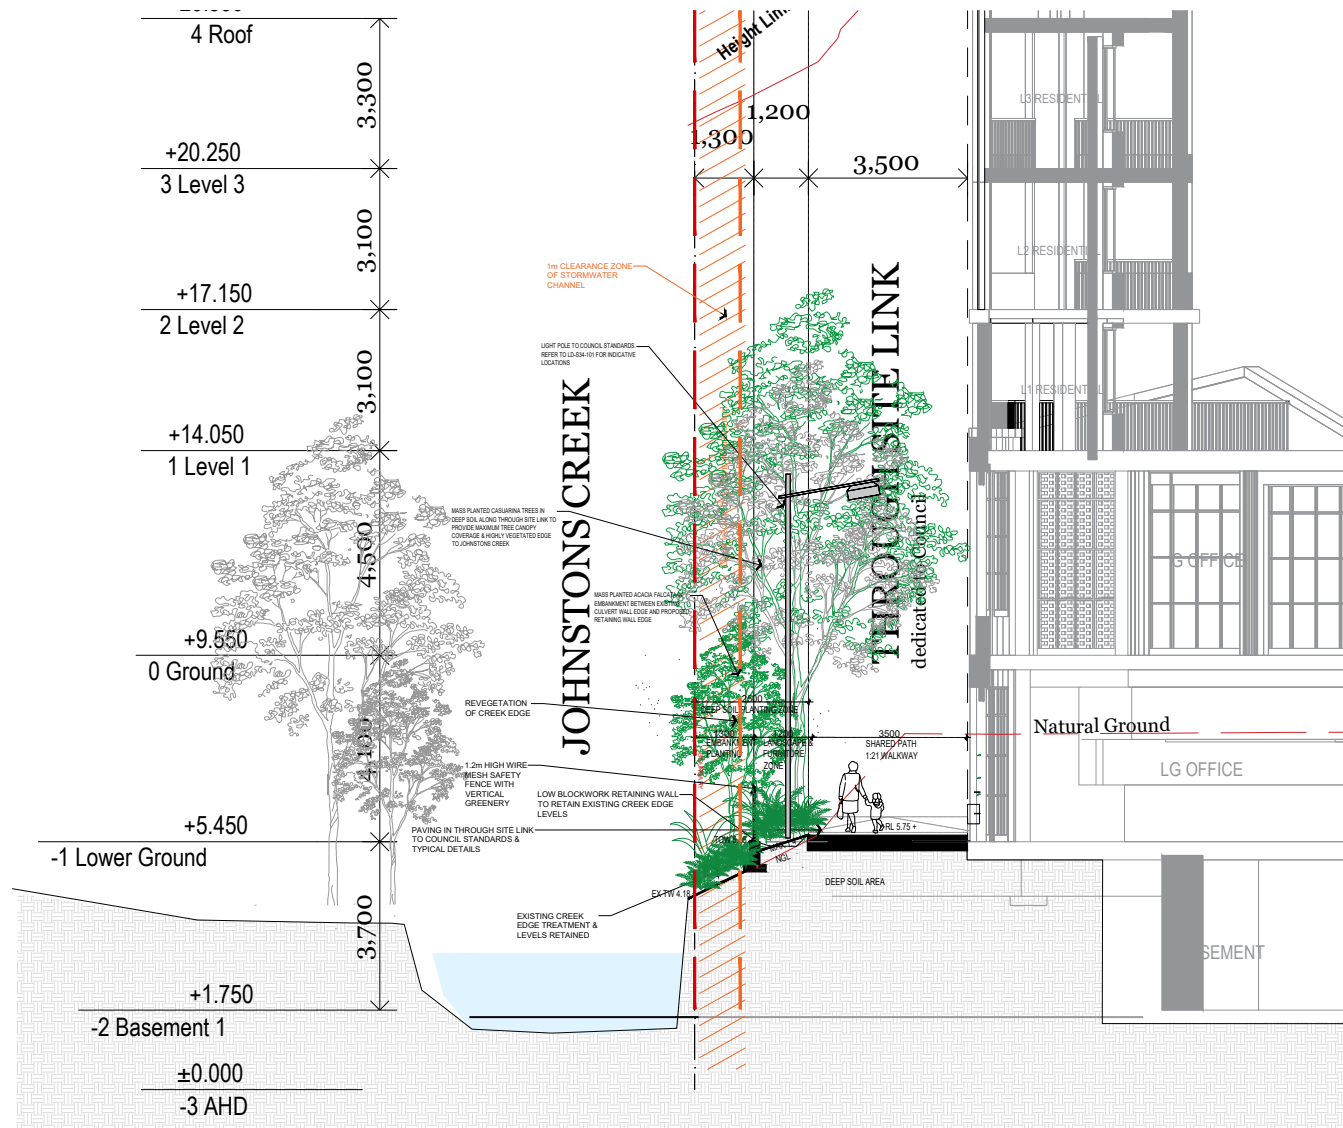 4 Roof
3,300
+20.250
3 Level 3
3,100
+17.150
2 Level 2
3,100
+14.050
1 Level 1
4,500
+9.550
0 Ground
+5.450
-1 Lower Ground
3,700
+1.750
-2 Basement 1
±0.000
-3 AHD
Height
1,300
1,200
3,500
JOHNSTONS CREEK
THROUGH SITE LINK
dedicated to Council
1m CLEARANCE ZONE
OF STORMWATER
CHANNEL
LIGHT POLE TO COUNCIL STANDARDS
REFER TO LD-S34-101 FOR INDICATIVE
LOCATIONS
MASS PLANTED CASUARINA TREES IN
DEEP SOIL ALONG THROUGH SITE LINK TO
PROVIDE MAXIMUM TREE CANOPY
COVERAGE & HIGHLY VEGETATED EDGE
TO JOHNSTONS CREEK
MASS PLANTED ACACIA FALCATA
EMBANKMENT BETWEEN EXISTING
CULVERT WALL EDGE AND PROPOSED
RETAINING WALL EDGE
REVEGETATION
OF CREEK EDGE
1.2m HIGH WIRE
MESH SAFETY
FENCE WITH
VERTICAL
GREENERY
LOW BLOCKWORK RETAINING WALL
TO RETAIN EXISTING CREEK EDGE
LEVELS
PAVING IN THROUGH SITE LINK
TO COUNCIL STANDARDS &
TYPICAL DETAILS
EXISTING CREEK
EDGE TREATMENT &
LEVELS RETAINED
2500
DEEP SOIL PLANTING ZONE
1300
EMBANKMENT
PLANTING
1200
LANDSCAPE &
FURNITURE
ZONE
3500
SHARED PATH
1:21 WALKWAY
RL 5.75 +
NGL
EX TW 4.18
DEEP SOIL AREA
L3 RESIDENTIAL
L2 RESIDENTIAL
L1 RESIDENTIAL
G OFFICE
Natural Ground
LG OFFICE
SEMENT